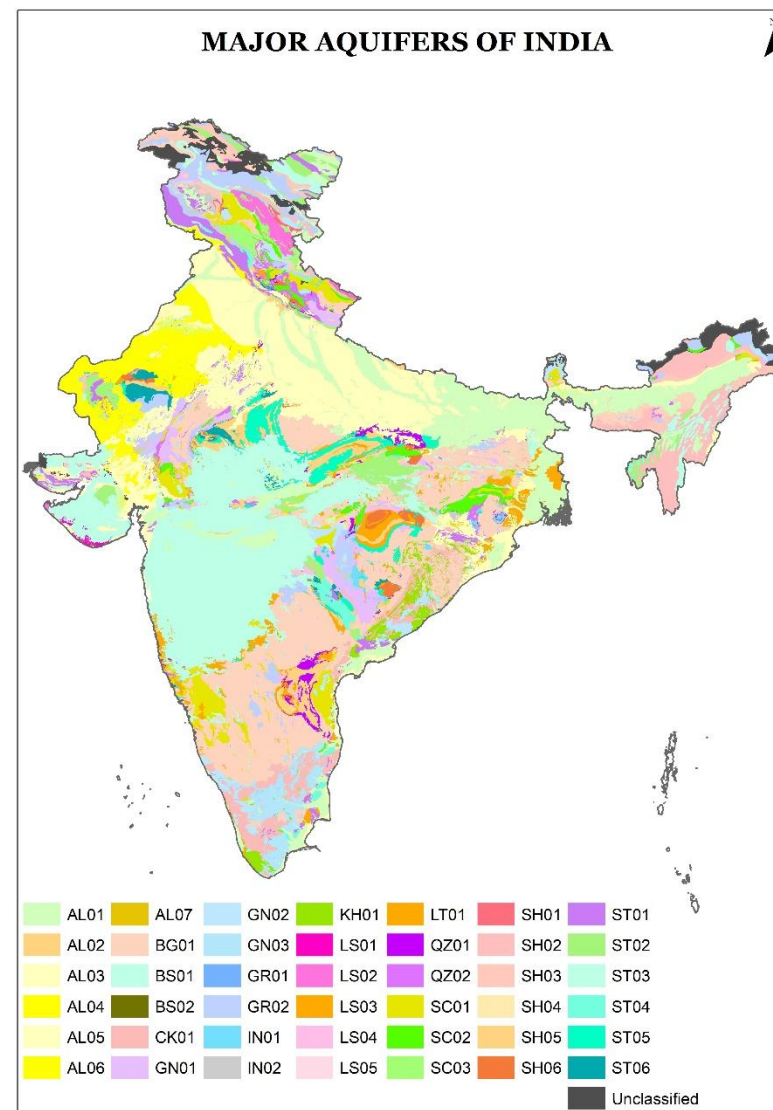 MAJOR AQUIFERS OF INDIA
AL01 AL07 GN02 KH01 LT01 SH01 ST01
AL02 BG01 GN03 LS01 QZ01 SH02 ST02
AL03 BS01 GR01 LS02 QZ02 SH03 ST03
AL04 BS02 GR02 LS03 SC01 SH04 ST04
AL05 CK01 IN01 LS04 SC02 SH05 ST05
AL06 GN01 IN02 LS05 SC03 SH06 ST06
Unclassified